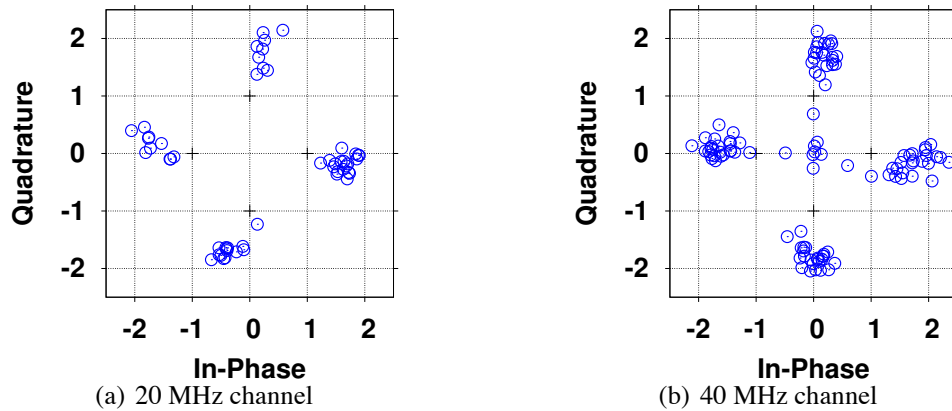 2
1
0
-1
-2
Quadrature
-2 -1 0 1 2
In-Phase
(a) 20 MHz channel
2
1
0
-1
-2
Quadrature
-2 -1 0 1 2
In-Phase
(b) 40 MHz channel